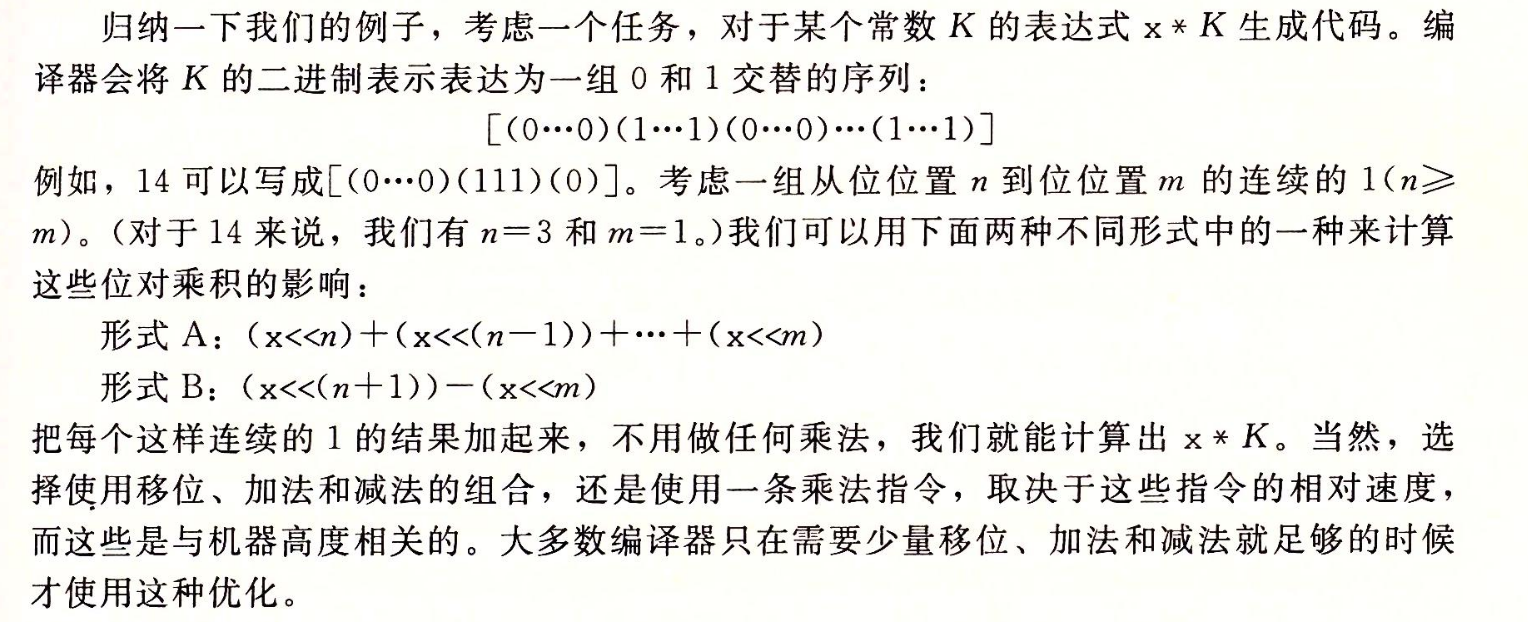 归纳一下我们的例子，考虑一个任务，对于某个常数 K 的表达式 x * K 生成代码。编
译器会将 K 的二进制表示表达为一组 0 和 1 交替的序列：
[(0…0)(1…1)(0…0)…(1…1)]
例如，14 可以写成[(0…0)(111)(0)]。考虑一组从位位置 n 到位位置 m 的连续的 1(n≥
m)。(对于 14 来说，我们有 n=3 和 m=1。)我们可以用下面两种不同形式中的一种来计算
这些位对乘积的影响：
形式 A：(x<<n)+(x<<(n-1))+…+(x<<m)
形式 B：(x<<(n+1))-(x<<m)
把每个这样连续的 1 的结果加起来，不用做任何乘法，我们就能计算出 x * K。当然，选
择使用移位、加法和减法的组合，还是使用一条乘法指令，取决于这些指令的相对速度，
而这些是与机器高度相关的。大多数编译器只在需要少量移位、加法和减法就足够的时候
才使用这种优化。